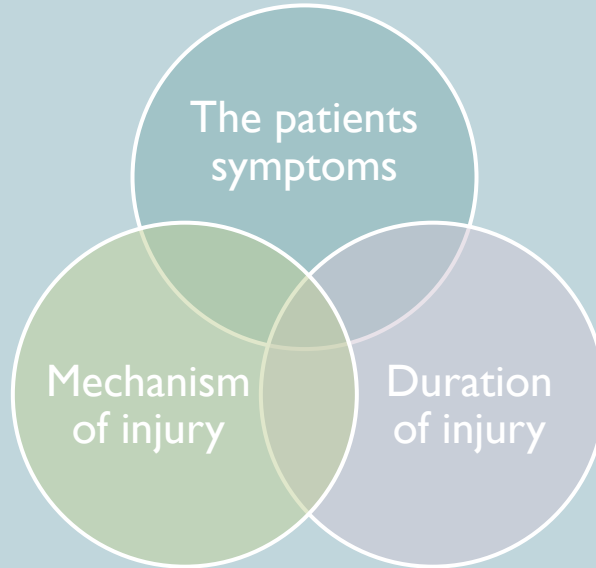 The patients
symptoms
Mechanism
of injury
Duration
of injury